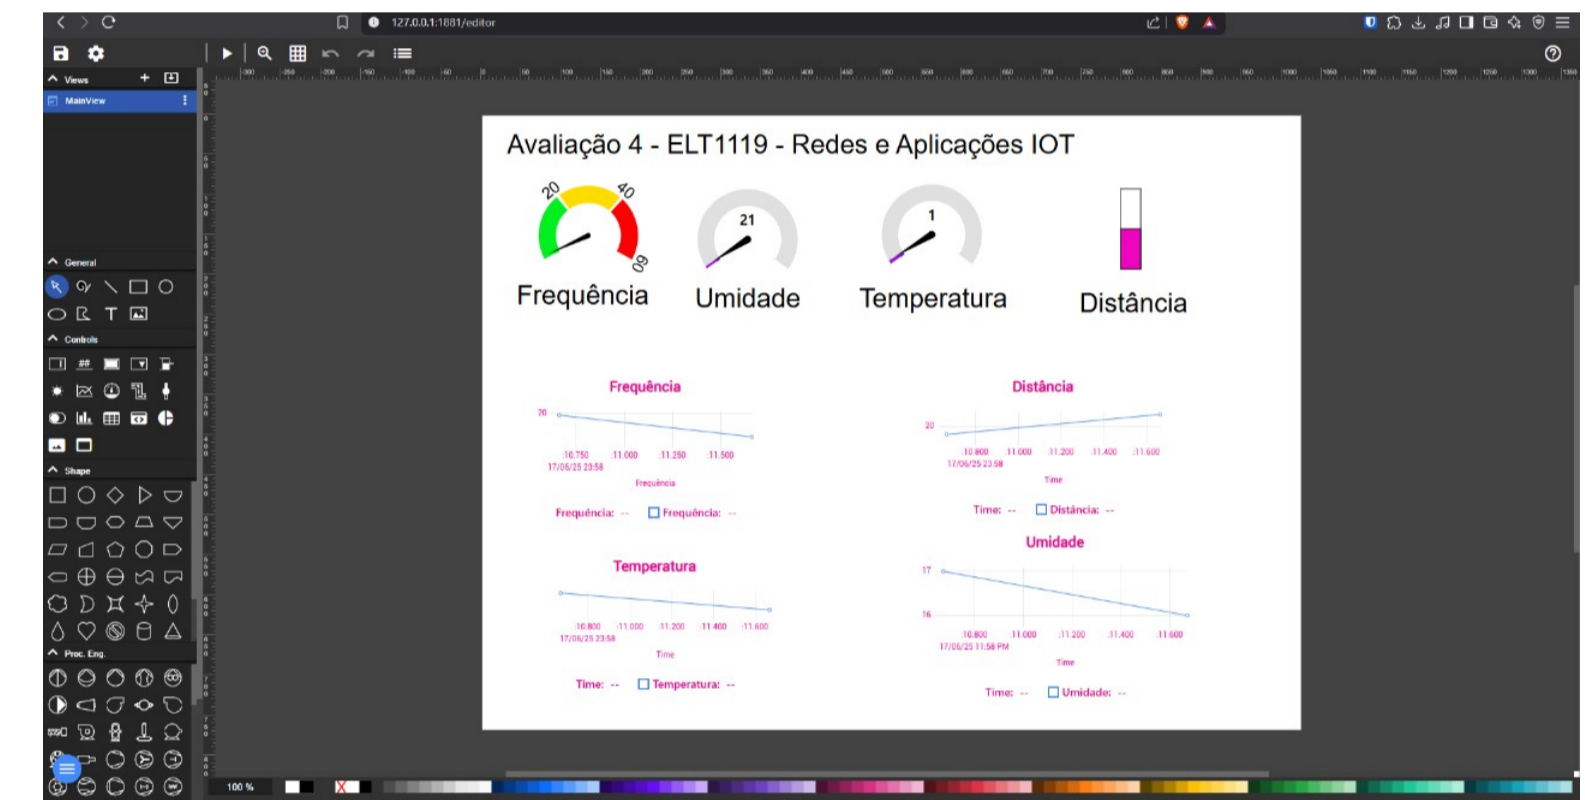 127.0.0.1:1881/editor
Views
MainView
Avaliação 4 - ELT1119 - Redes e Aplicações IOT
20
40
60
21
1
General
Frequência
Umidade
Temperatura
Distância
Controls
##
Frequência
20
:10.750 :11.000 :11.250 :11.500
17/06/25 23:58
Frequência
Frequência: -- Frequência: --
Distância
20
:10.800 :11.000 :11.200 :11.400 :11.600
17/06/25 23:58
Time
Time: -- Distância: --
Shape
Temperatura
:10.800 :11.000 :11.200 :11.400 :11.600
17/06/25 23:58
Time
Time: -- Temperatura: --
Umidade
17
16
:10.800 :11.000 :11.200 :11.400 :11.600
17/06/25 11:58 PM
Time
Time: -- Umidade: --
Proc. Eng.
100 %